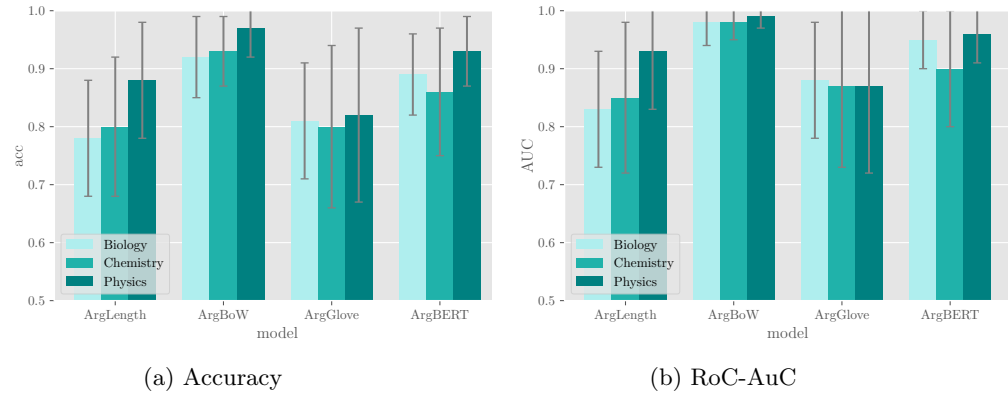 1.0
0.9
0.8
0.7
0.6
0.5
acc
Biology
Chemistry
Physics
ArgLength ArgBoW ArgGlove ArgBERT
model
(a) Accuracy
1.0
0.9
0.8
0.7
0.6
0.5
AUC
Biology
Chemistry
Physics
ArgLength ArgBoW ArgGlove ArgBERT
model
(b) RoC-AuC